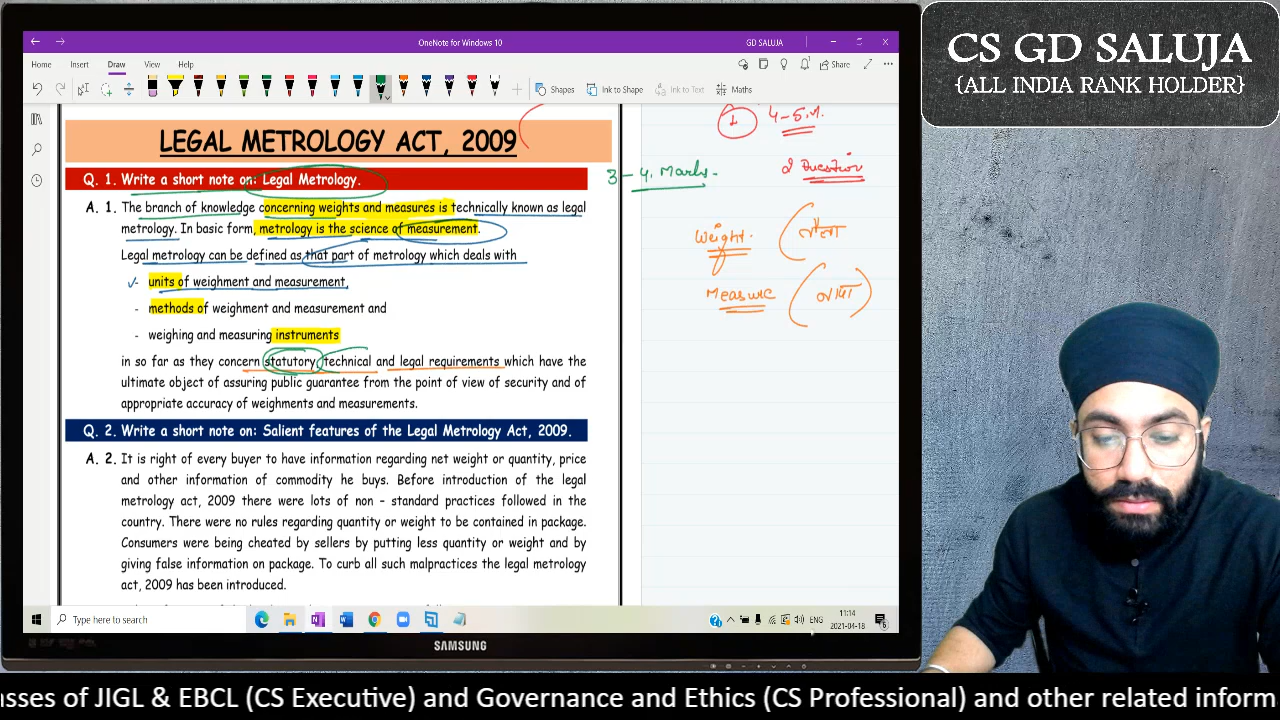 OneNote for Windows 10
GD SALUJA
Home Insert Draw View Help
Share
Shapes Ink to Shape Ink to Text Maths
LEGAL METROLOGY ACT, 2009
Q. 1. Write a short note on: Legal Metrology.
A. 1. The branch of knowledge concerning weights and measures is technically known as legal
metrology. In basic form, metrology is the science of measurement.
Legal metrology can be defined as that part of metrology which deals with
units of weighment and measurement,
- methods of weighment and measurement and
- weighing and measuring instruments
in so far as they concern statutory technical and legal requirements which have the
ultimate object of assuring public guarantee from the point of view of security and of
appropriate accuracy of weighments and measurements.
Q. 2. Write a short note on: Salient features of the Legal Metrology Act, 2009.
A. 2. It is right of every buyer to have information regarding net weight or quantity, price
and other information of commodity he buys. Before introduction of the legal
metrology act, 2009 there were lots of non – standard practices followed in the
country. There were no rules regarding quantity or weight to be contained in package.
Consumers were being cheated by sellers by putting less quantity or weight and by
giving false information on package. To curb all such malpractices the legal metrology
act, 2009 has been introduced.
1 4-5 M.
3-4 Marks.
2 Question
Weight
Measure
Type here to search
ENG
11:14
2021-04-18
SAMSUNG
CS GD SALUJA
{ALL INDIA RANK HOLDER}
asses of JIGL & EBCL (CS Executive) and Governance and Ethics (CS Professional) and other related inform